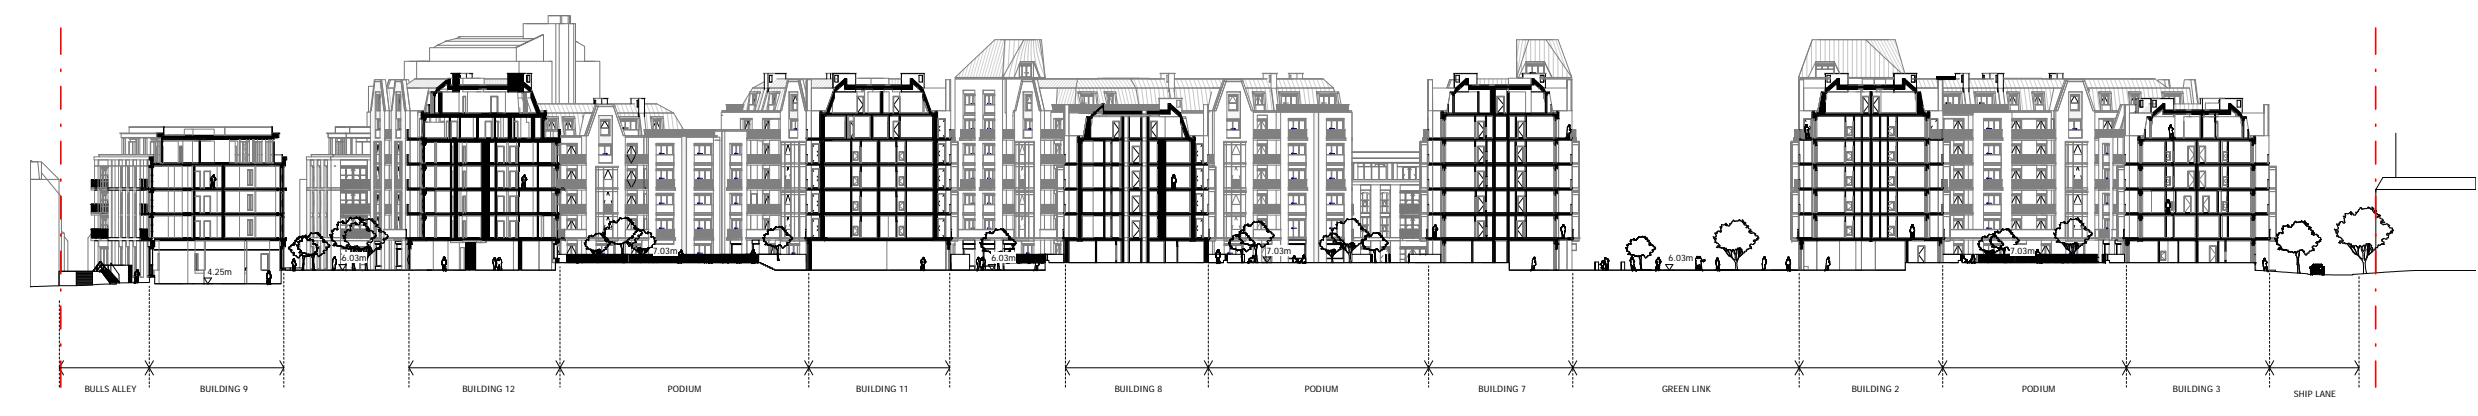 7.03m
7.03m
7.03m
6.03m
6.03m
6.03m
4.25m
BULLS ALLEY
BUILDING 9
BUILDING 12
PODIUM
BUILDING 11
BUILDING 8
PODIUM
BUILDING 7
GREEN LINK
BUILDING 2
PODIUM
BUILDING 3
SHIP LANE